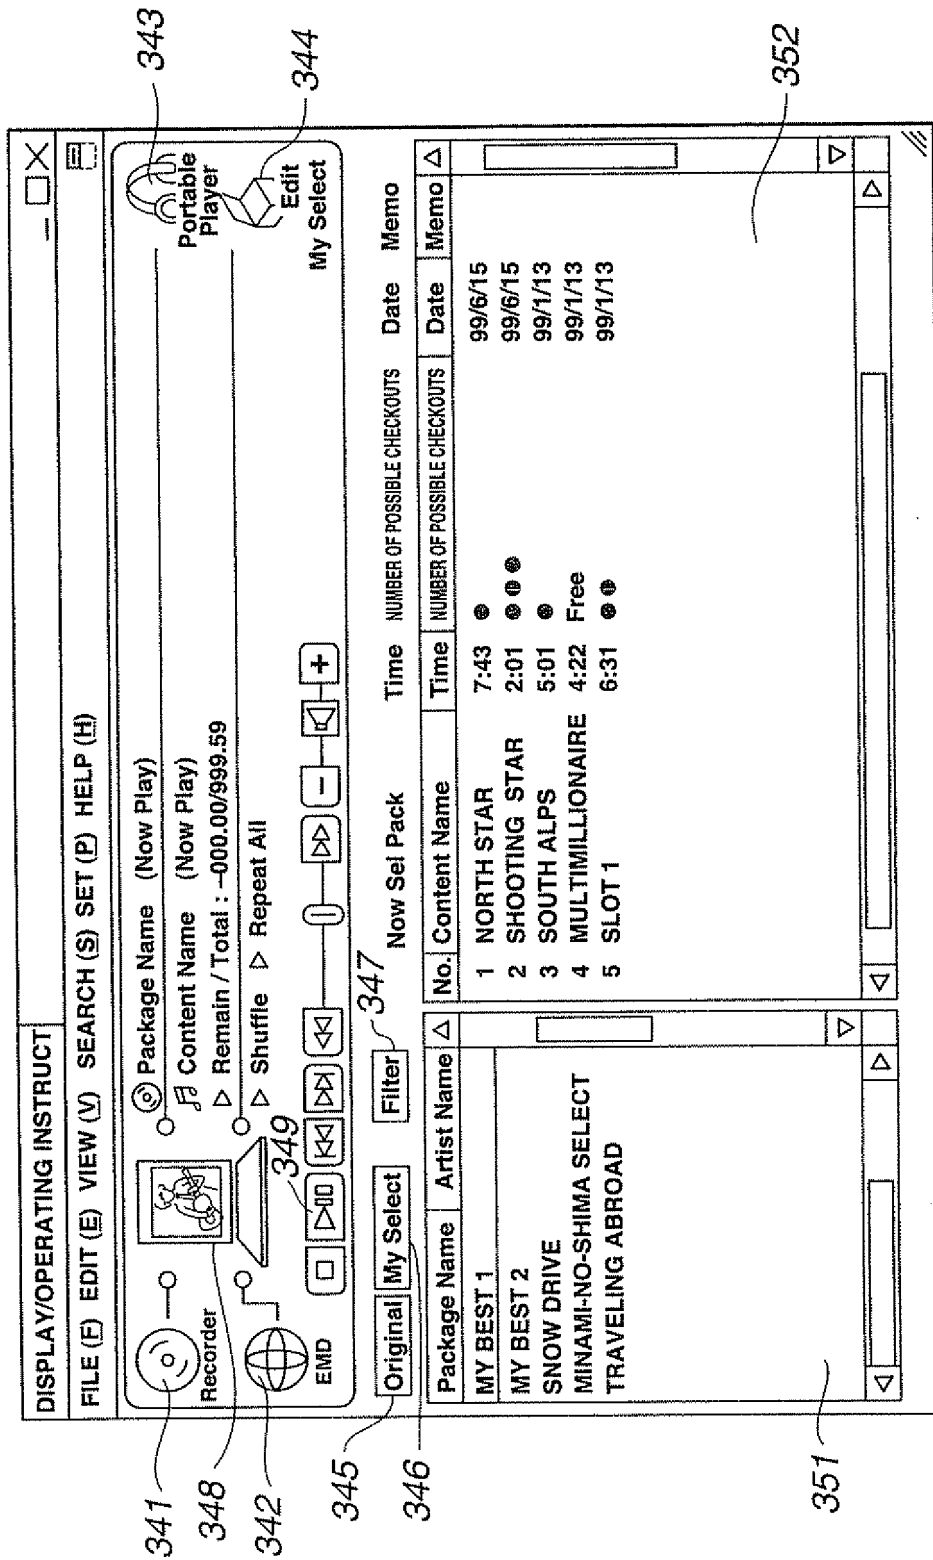 DISPLAY/OPERATING INSTRUCT
FILE (F) EDIT (E) VIEW (V) SEARCH (S) SET (P) HELP (H)
341
Recorder
348
342
EMD
349
Package Name (Now Play)
Content Name (Now Play)
Remain / Total : –000.00/999.59
Shuffle Repeat All
343
Portable
Player
344
Edit
My Select
345
Original
My Select
346
Filter
347
Now Sel Pack Time NUMBER OF POSSIBLE CHECKOUTS Date Memo
Package Name Artist Name
MY BEST 1
MY BEST 2
SNOW DRIVE
MINAMI-NO-SHIMA SELECT
TRAVELING ABROAD
351
No. Content Name Time NUMBER OF POSSIBLE CHECKOUTS Date Memo
1 NORTH STAR 7:43 99/6/15
2 SHOOTING STAR 2:01 99/6/15
3 SOUTH ALPS 5:01 99/1/13
4 MULTIMILLIONAIRE 4:22 Free 99/1/13
5 SLOT 1 6:31 99/1/13
352